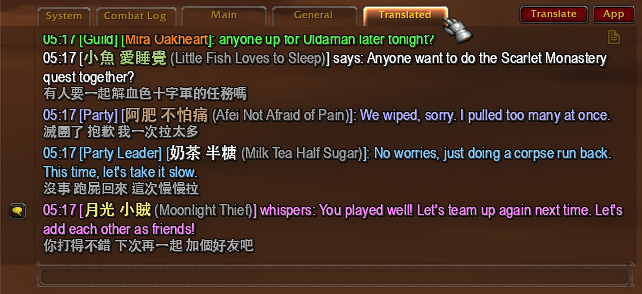 System Combat Log Main General Translated Translate App
05:17 [Guild] [Mira Oakheart]: anyone up for Uldaman later tonight?
05:17 [小魚 愛睡覺 (Little Fish Loves to Sleep)] says: Anyone want to do the Scarlet Monastery
quest together?
有人要一起解血色十字軍的任務嗎
05:17 [Party] [阿肥 不怕痛 (Afei Not Afraid of Pain)]: We wiped, sorry. I pulled too many at once.
滅團了 抱歉 我一次拉太多
05:17 [Party Leader] [奶茶 半糖 (Milk Tea Half Sugar)]: No worries, just doing a corpse run back.
This time, let's take it slow.
沒事 跑屍回來 這次慢慢拉
05:17 [月光 小賊 (Moonlight Thief)] whispers: You played well! Let's team up again next time. Let's
add each other as friends!
你打得不錯 下次再一起 加個好友吧